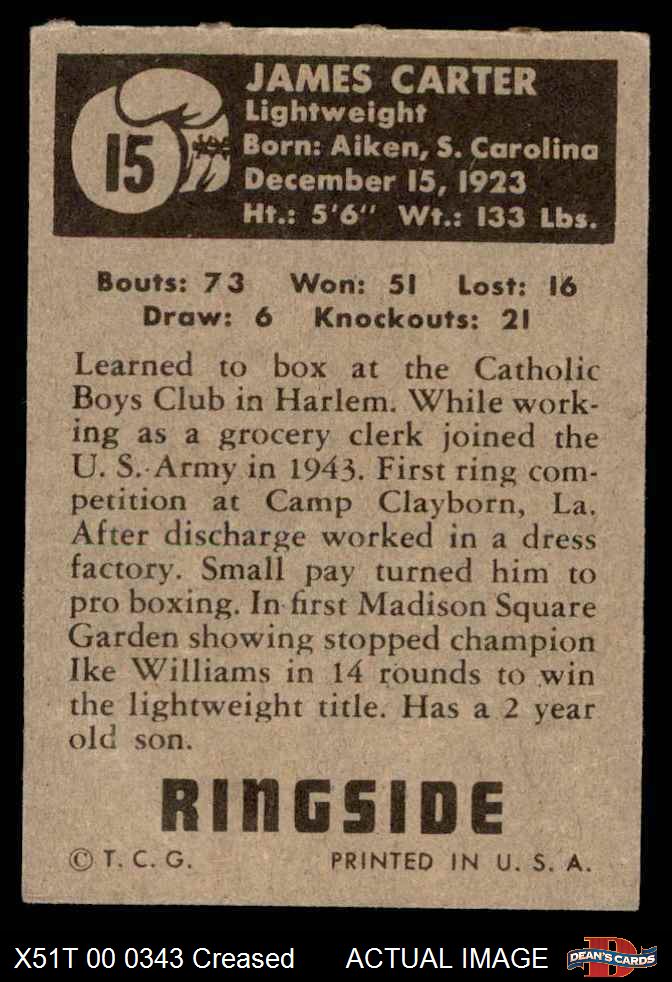 15
JAMES CARTER
Lightweight
Born: Aiken, S. Carolina
December 15, 1923
Ht.: 5'6" Wt.: 133 Lbs.
Bouts: 73 Won: 51 Lost: 16
Draw: 6 Knockouts: 21
Learned to box at the Catholic
Boys Club in Harlem. While work-
ing as a grocery clerk joined the
U. S. Army in 1943. First ring com-
petition at Camp Clayborn, La.
After discharge worked in a dress
factory. Small pay turned him to
pro boxing. In first Madison Square
Garden showing stopped champion
Ike Williams in 14 rounds to win
the lightweight title. Has a 2 year
old son.
RINGSIDE
© T. C. G. PRINTED IN U. S. A.
X51T 00 0343 Creased ACTUAL IMAGE
D
DEAN'S CARDS